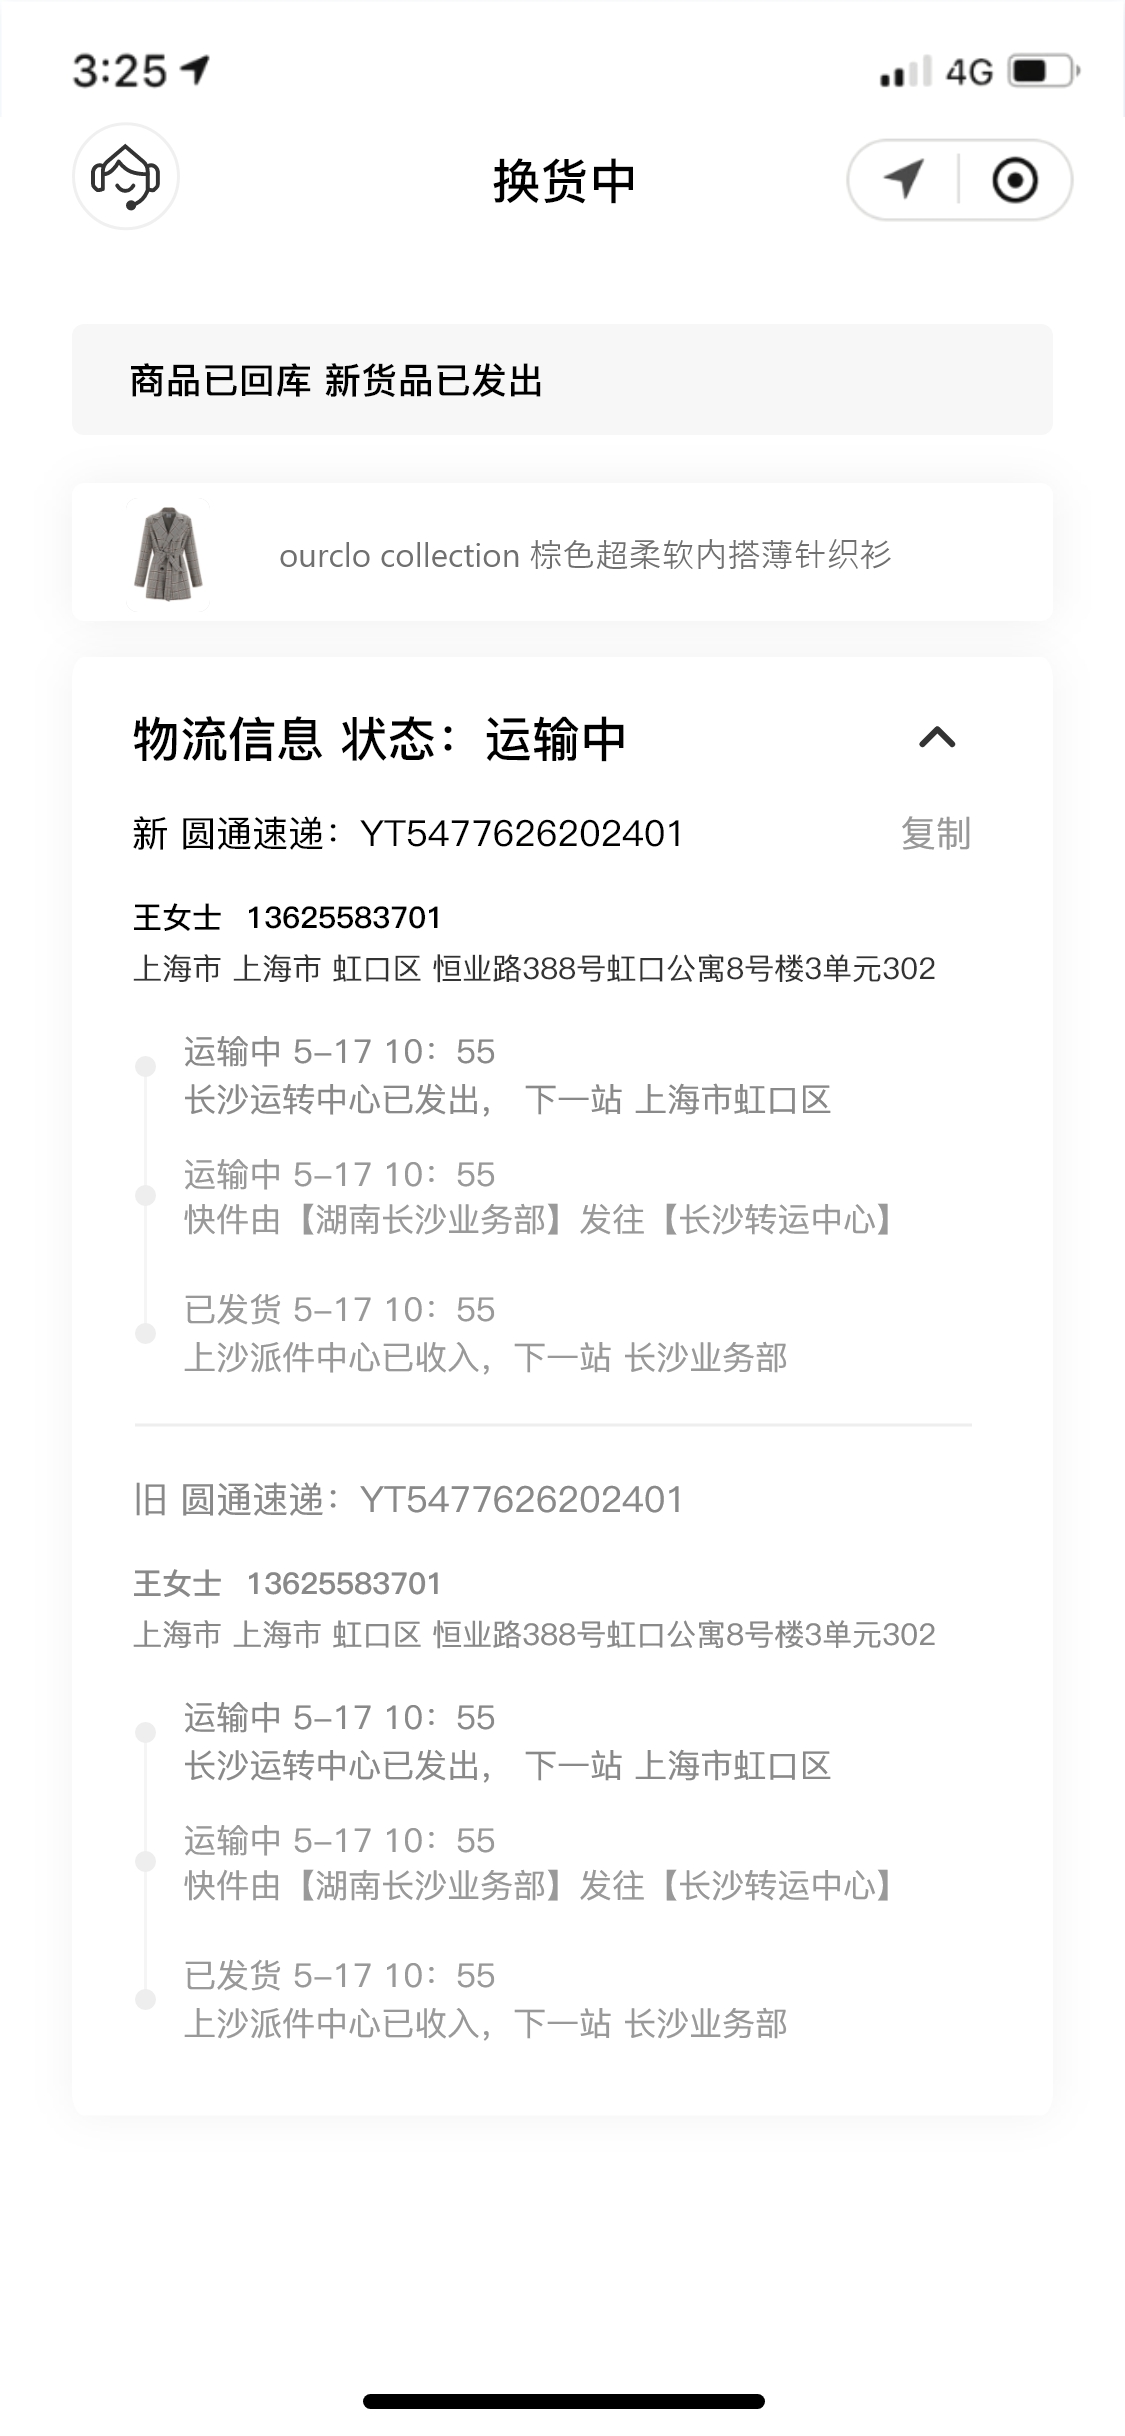 3:25
4G
换货中
商品已回库 新货品已发出
ourclo collection 棕色超柔软内搭薄针织衫
物流信息 状态：运输中
新 圆通速递：YT5477626202401
复制
王女士 13625583701
上海市 上海市 虹口区 恒业路388号虹口公寓8号楼3单元302
运输中 5-17 10：55
长沙运转中心已发出， 下一站 上海市虹口区
运输中 5-17 10：55
快件由【湖南长沙业务部】发往【长沙转运中心】
已发货 5-17 10：55
上沙派件中心已收入，下一站 长沙业务部
旧 圆通速递：YT5477626202401
王女士 13625583701
上海市 上海市 虹口区 恒业路388号虹口公寓8号楼3单元302
运输中 5-17 10：55
长沙运转中心已发出， 下一站 上海市虹口区
运输中 5-17 10：55
快件由【湖南长沙业务部】发往【长沙转运中心】
已发货 5-17 10：55
上沙派件中心已收入，下一站 长沙业务部